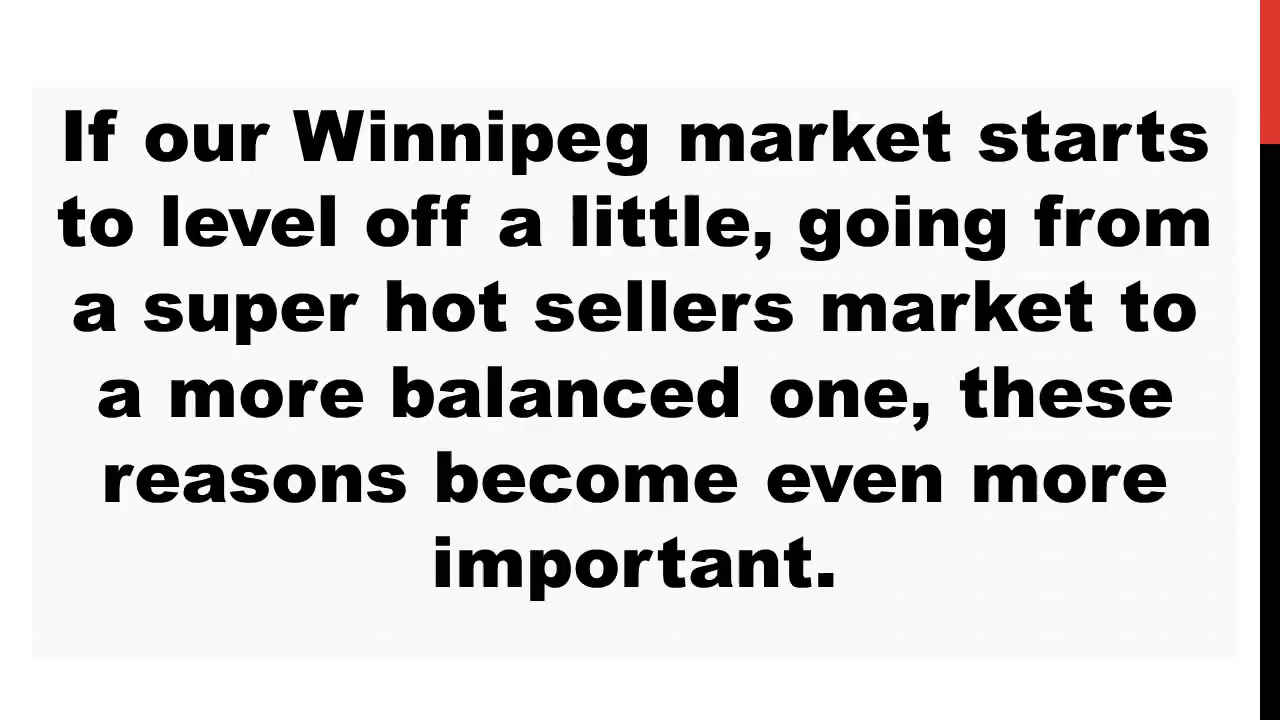 If our Winnipeg market starts
to level off a little, going from
a super hot sellers market to
a more balanced one, these
reasons become even more
important.